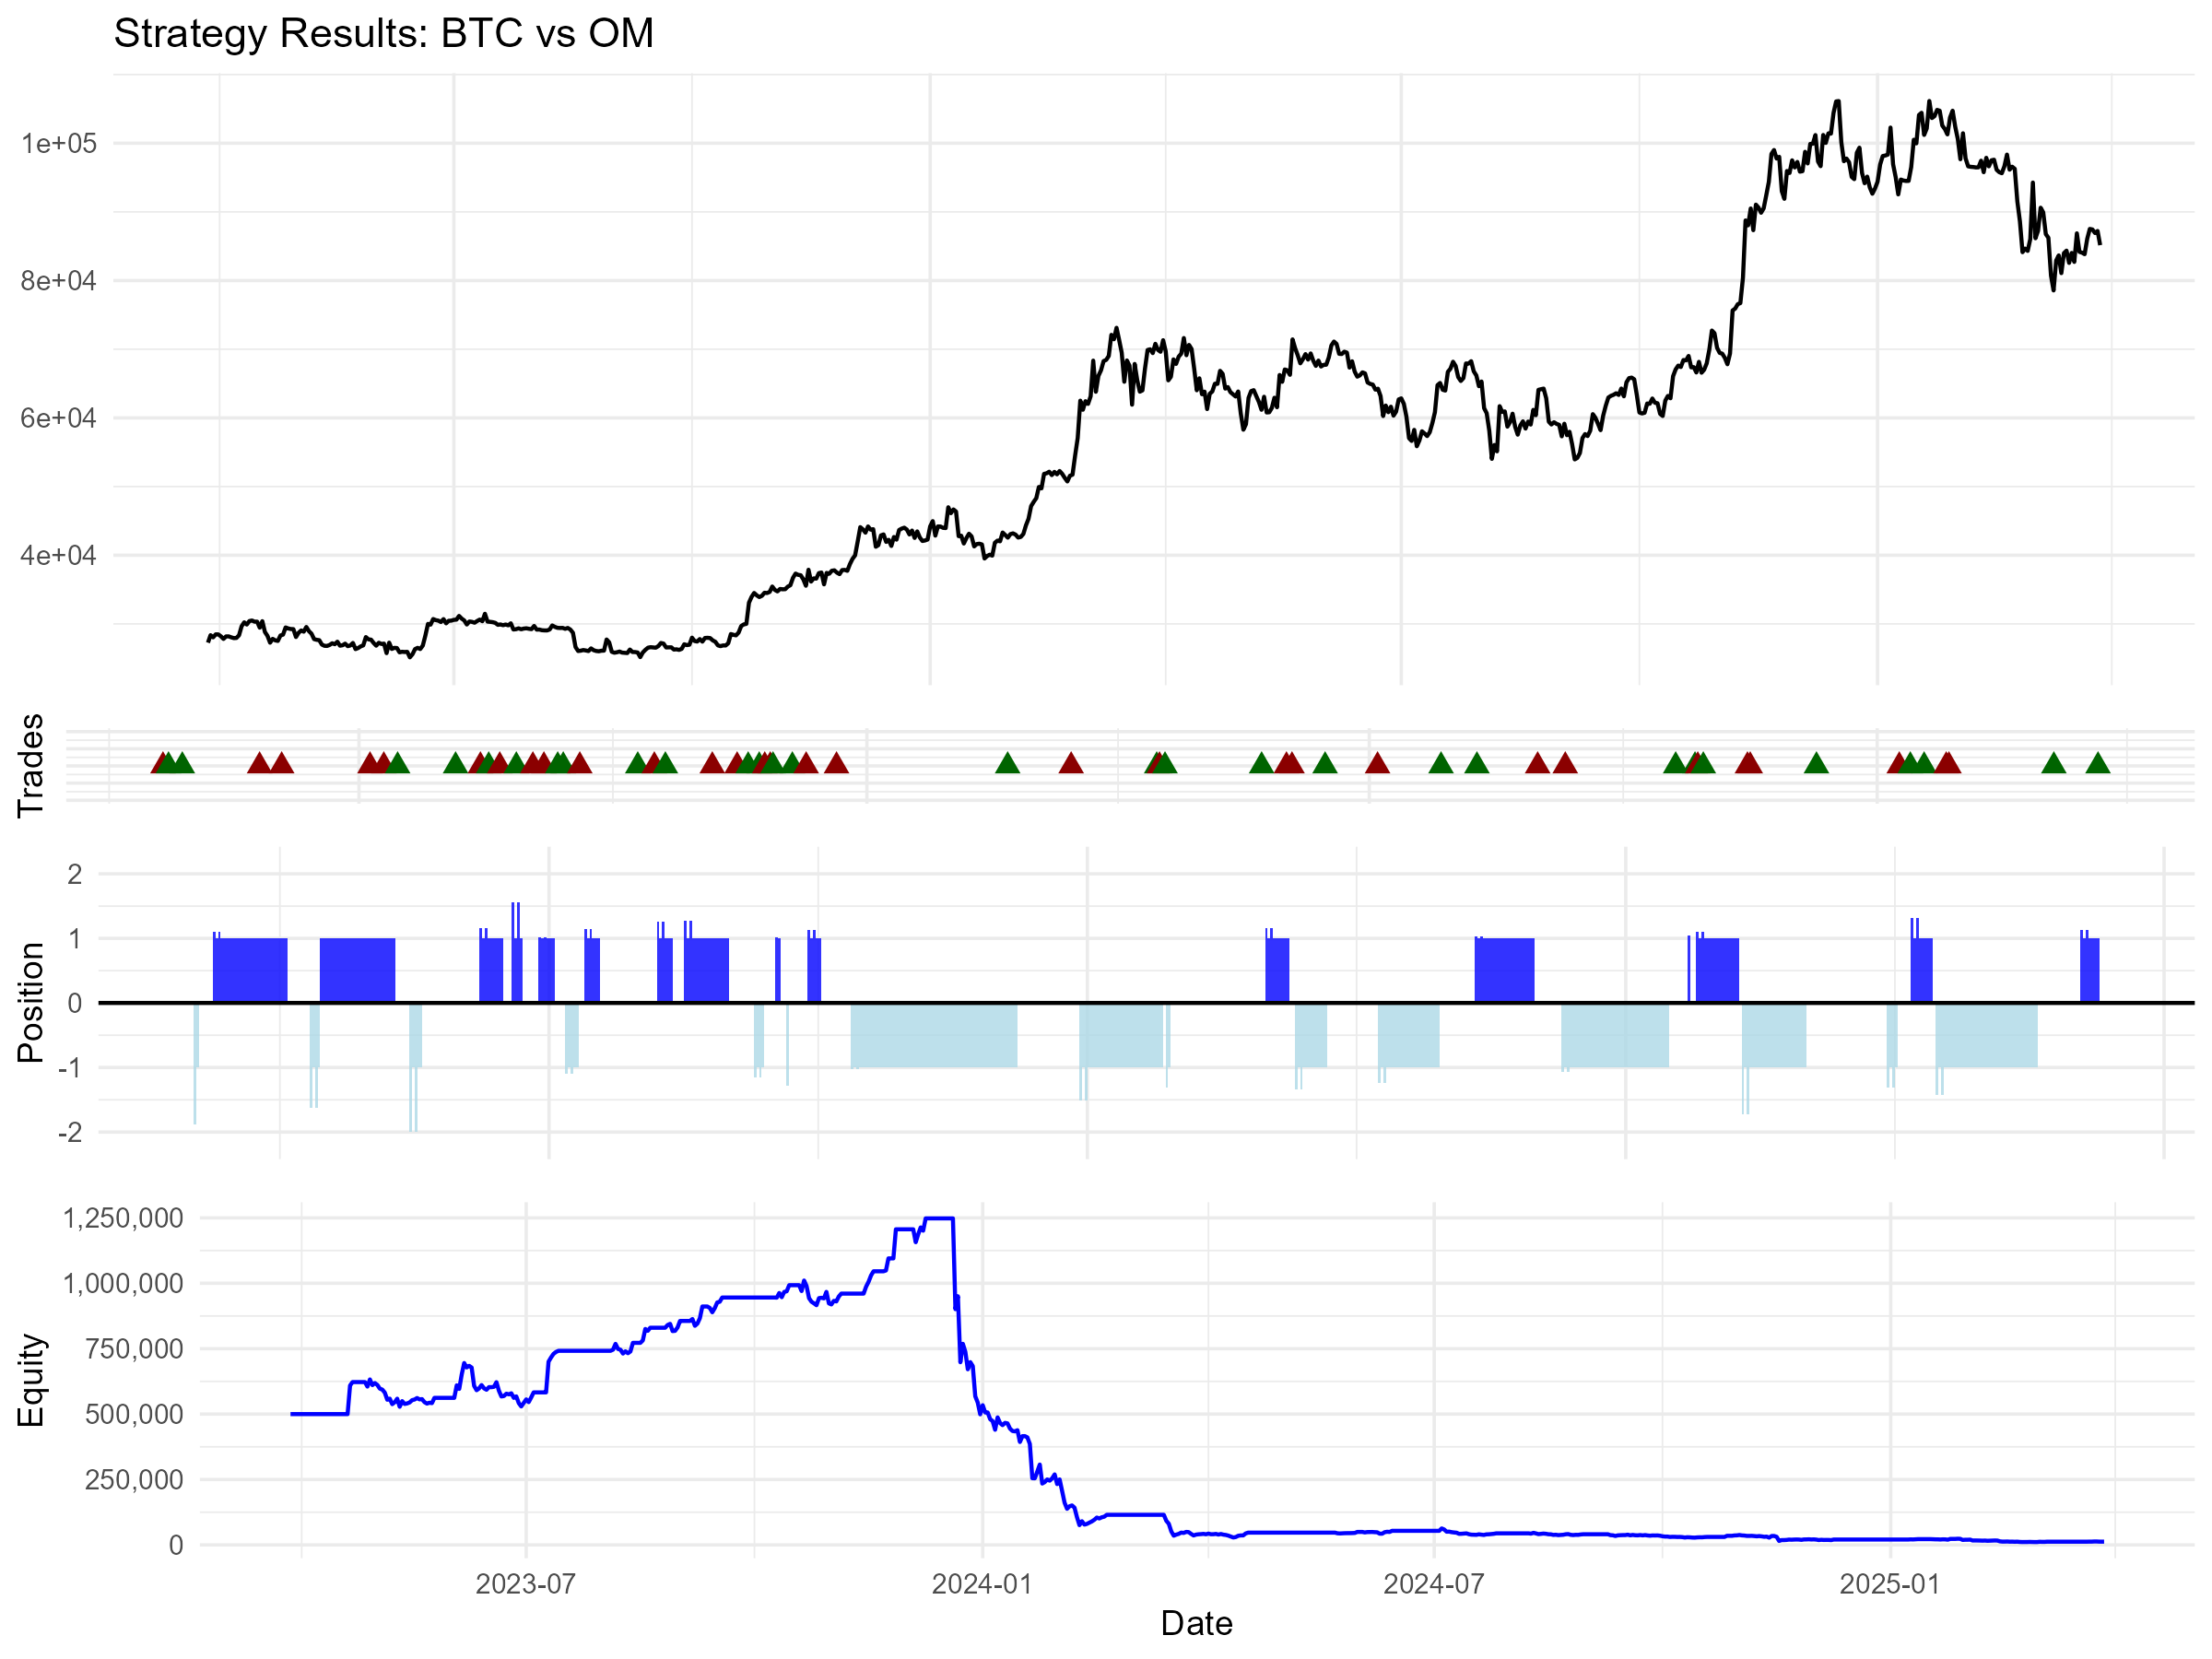 Strategy Results: BTC vs OM
1e+05
8e+04
6e+04
4e+04
Trades
Position
2
1
0
-1
-2
Equity
1,250,000
1,000,000
750,000
500,000
250,000
0
2023-07 2024-01 2024-07 2025-01
Date